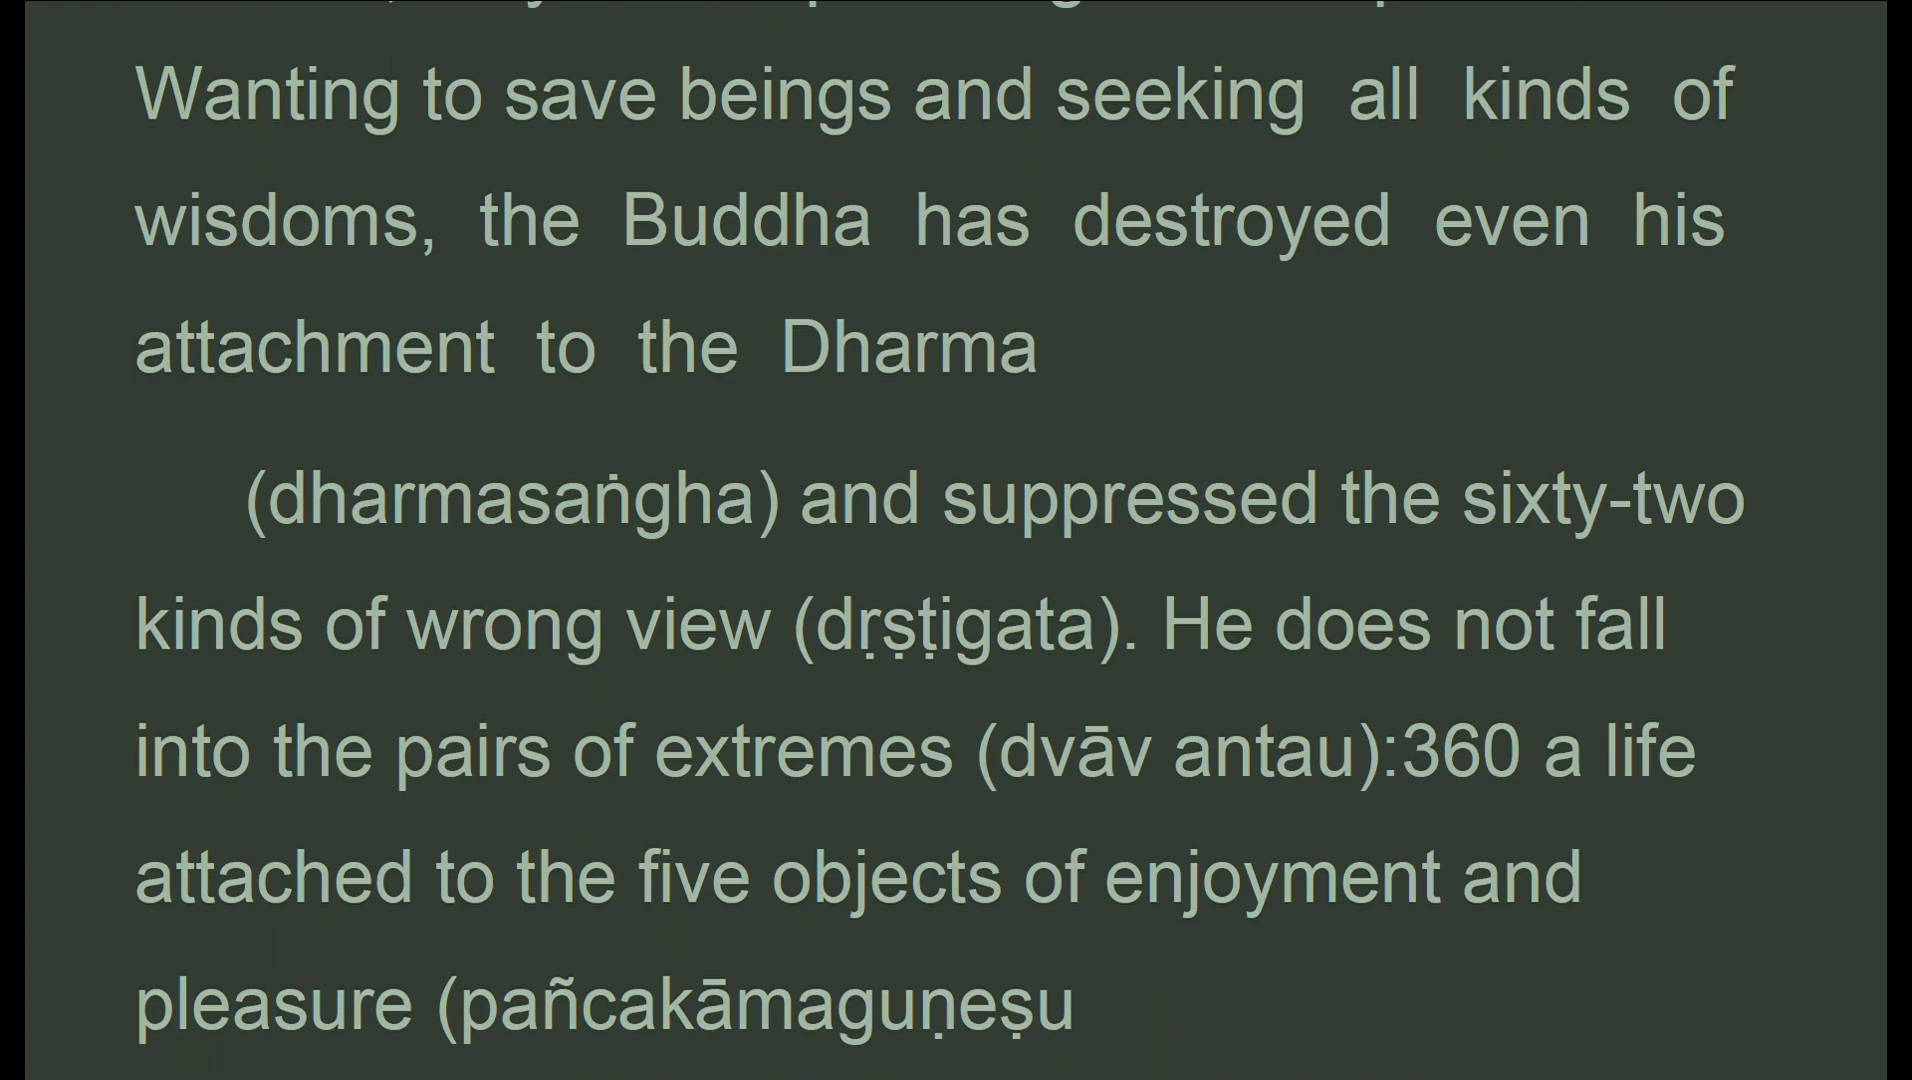 Wanting to save beings and seeking all kinds of
wisdoms, the Buddha has destroyed even his
attachment to the Dharma
(dharmasaṅgha) and suppressed the sixty-two
kinds of wrong view (dṛṣṭigata). He does not fall
into the pairs of extremes (dvāv antau):360 a life
attached to the five objects of enjoyment and
pleasure (pañcakāmaguṇeṣu